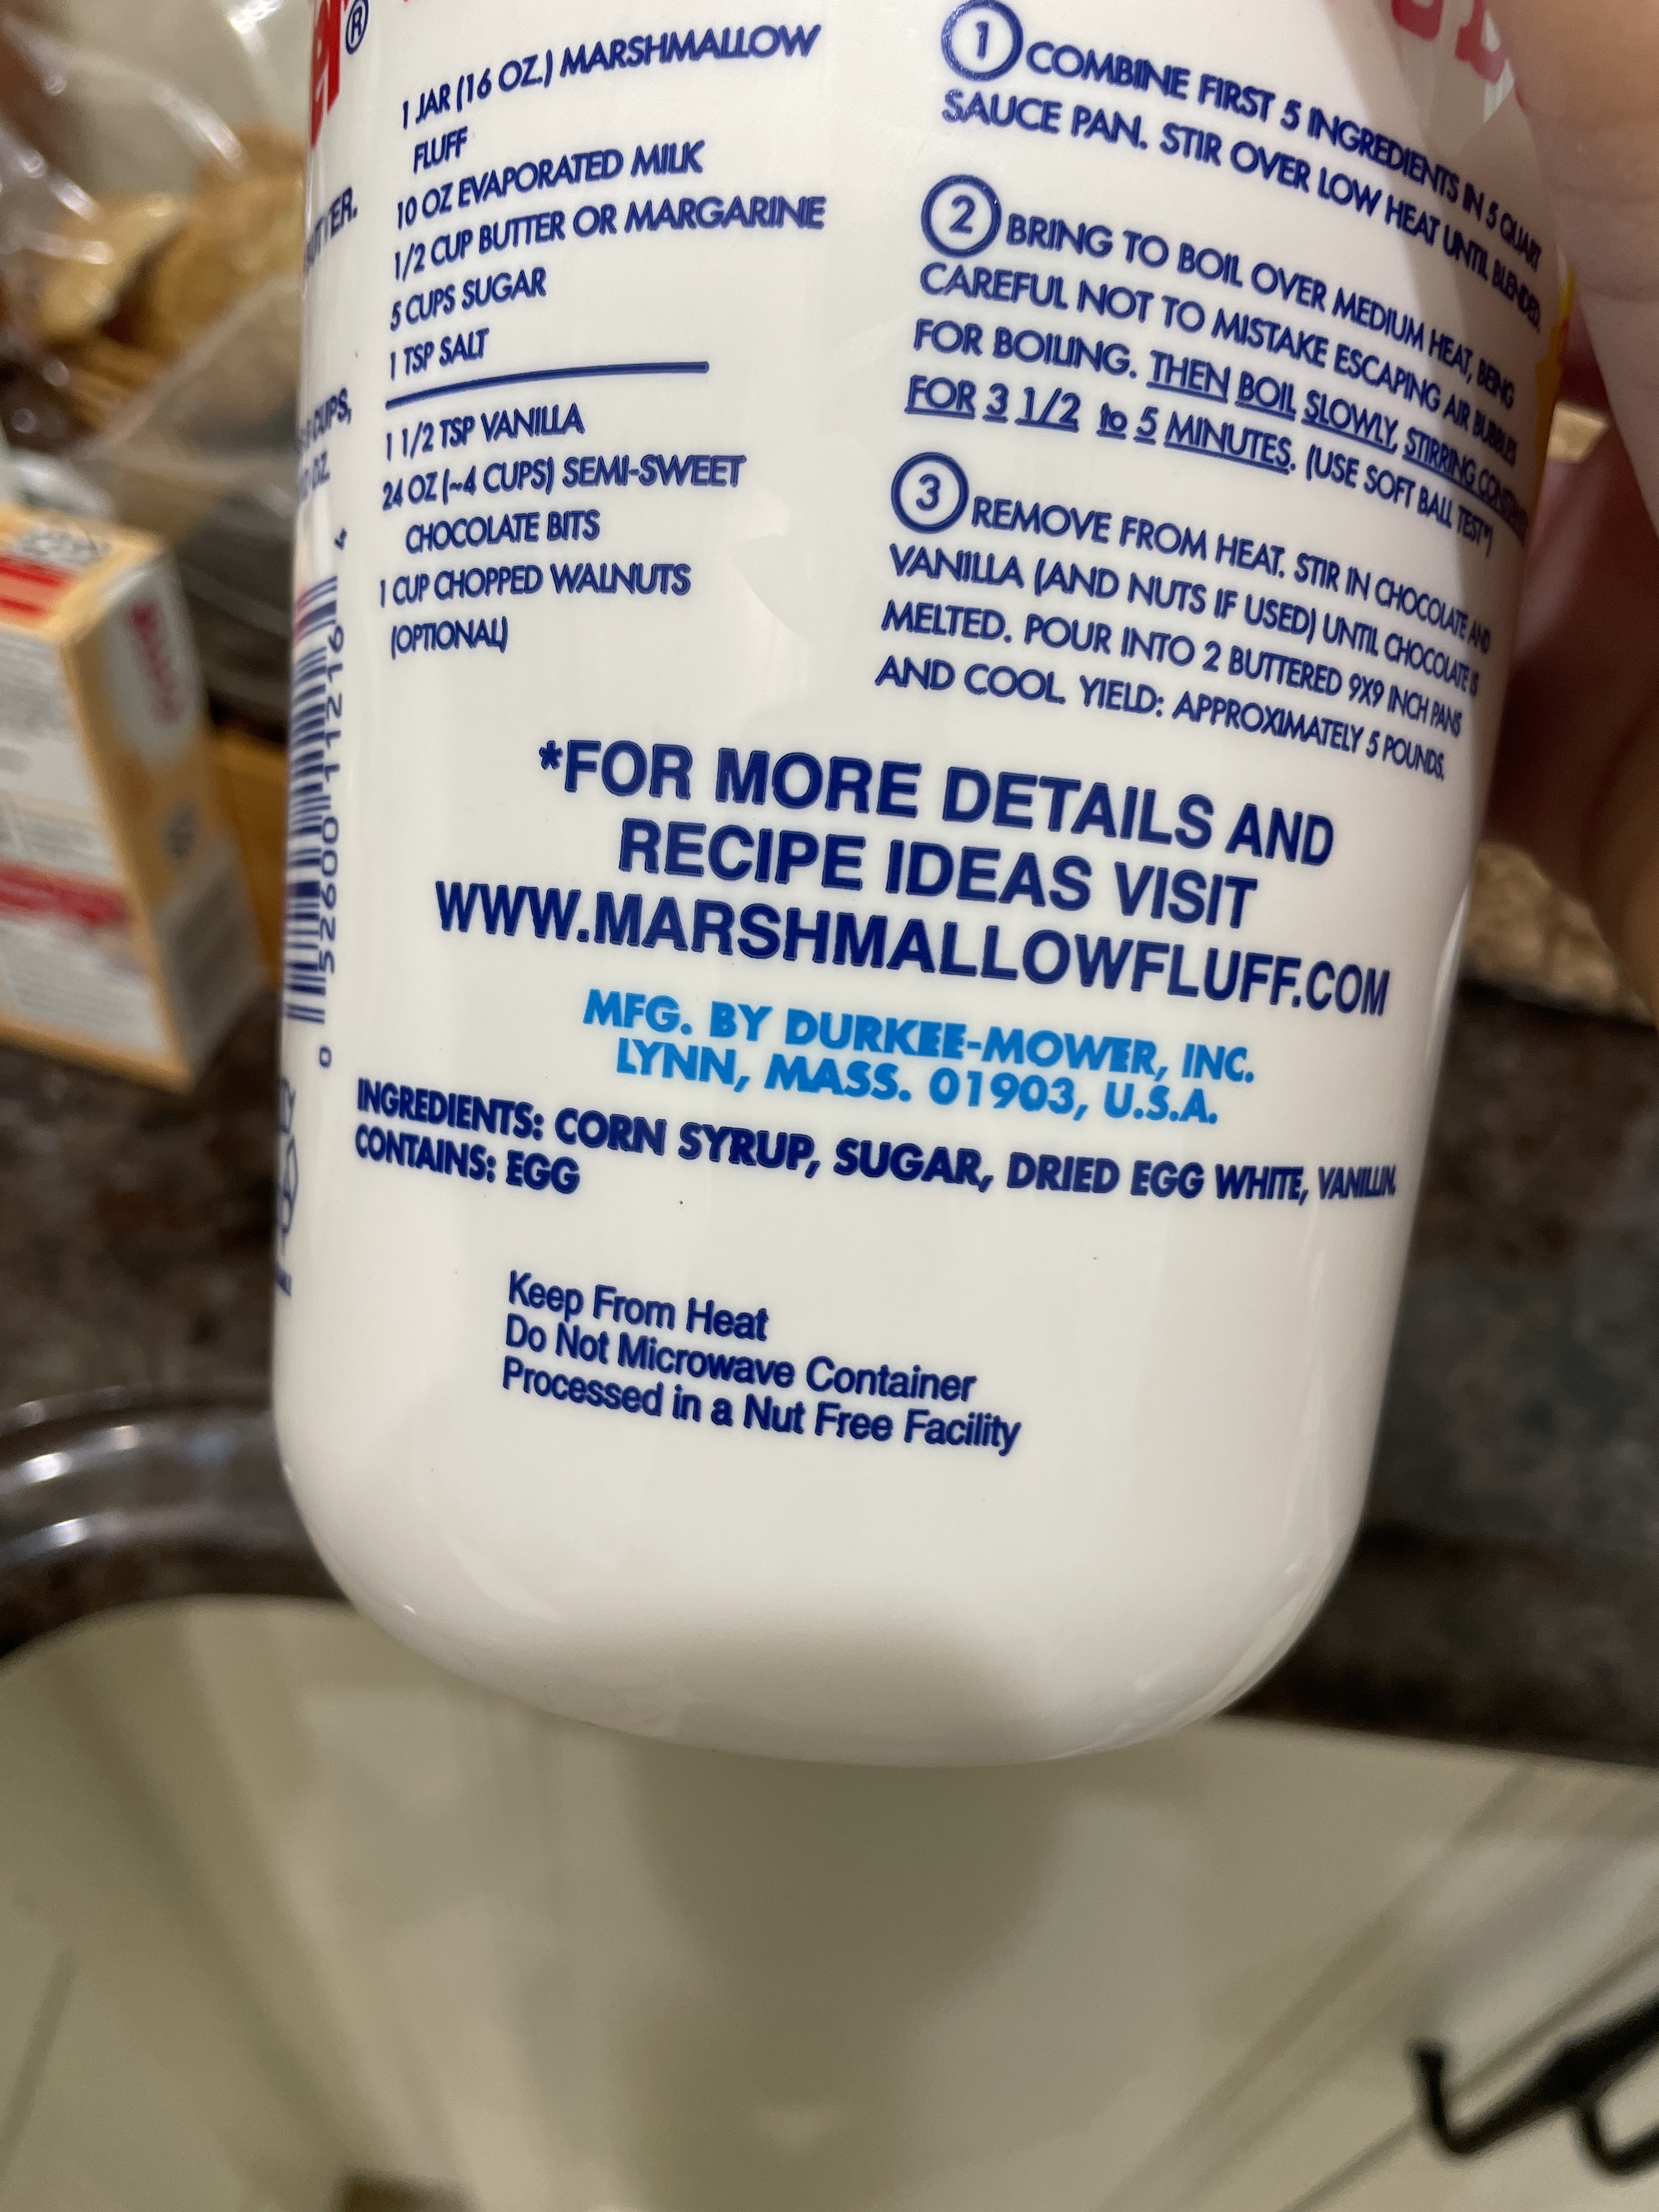 ®
1 JAR (16 OZ.) MARSHMALLOW
FLUFF
10 OZ EVAPORATED MILK
1/2 CUP BUTTER OR MARGARINE
5 CUPS SUGAR
1 TSP SALT
1 1/2 TSP VANILLA
24 OZ (~4 CUPS) SEMI-SWEET
CHOCOLATE BITS
1 CUP CHOPPED WALNUTS
(OPTIONAL)
1 COMBINE FIRST 5 INGREDIENTS IN 5 QUART
SAUCE PAN. STIR OVER LOW HEAT UNTIL BLENDED.
2 BRING TO BOIL OVER MEDIUM HEAT, BEING
CAREFUL NOT TO MISTAKE ESCAPING AIR BUBBLES
FOR BOILING. THEN BOIL SLOWLY, STIRRING
FOR 3 1/2 to 5 MINUTES. (USE SOFT BALL TEST*)
3 REMOVE FROM HEAT. STIR IN CHOCOLATE AND
VANILLA (AND NUTS IF USED) UNTIL CHOCOLATE IS
MELTED. POUR INTO 2 BUTTERED 9X9 INCH PANS
AND COOL. YIELD: APPROXIMATELY 5 POUNDS.
*FOR MORE DETAILS AND
RECIPE IDEAS VISIT
WWW.MARSHMALLOWFLUFF.COM
MFG. BY DURKEE-MOWER, INC.
LYNN, MASS. 01903, U.S.A.
INGREDIENTS: CORN SYRUP, SUGAR, DRIED EGG WHITE, VANILLIN.
CONTAINS: EGG
Keep From Heat
Do Not Microwave Container
Processed in a Nut Free Facility
CUPS,
OZ.
0 52600 11216 4